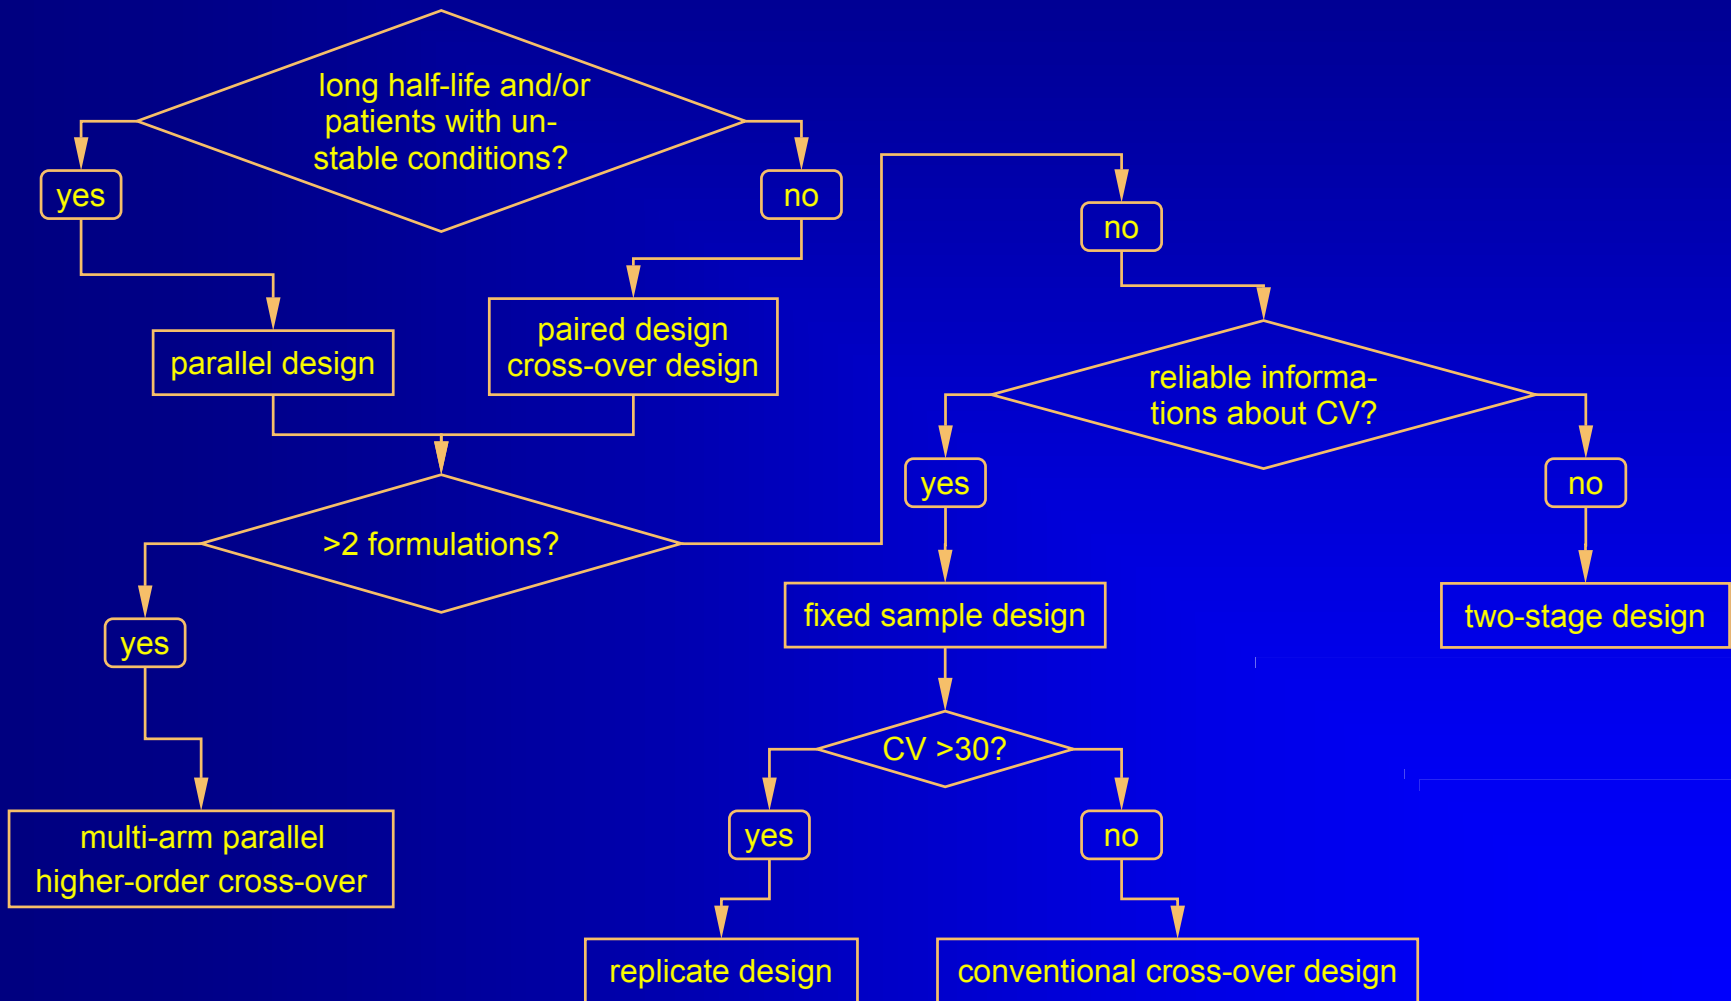 long half-life and/or
patients with un-
stable conditions?
yes
no
parallel design
paired design
cross-over design
>2 formulations?
yes
multi-arm parallel
higher-order cross-over
no
reliable informa-
tions about CV?
yes
no
fixed sample design
two-stage design
CV >30?
yes
no
replicate design
conventional cross-over design